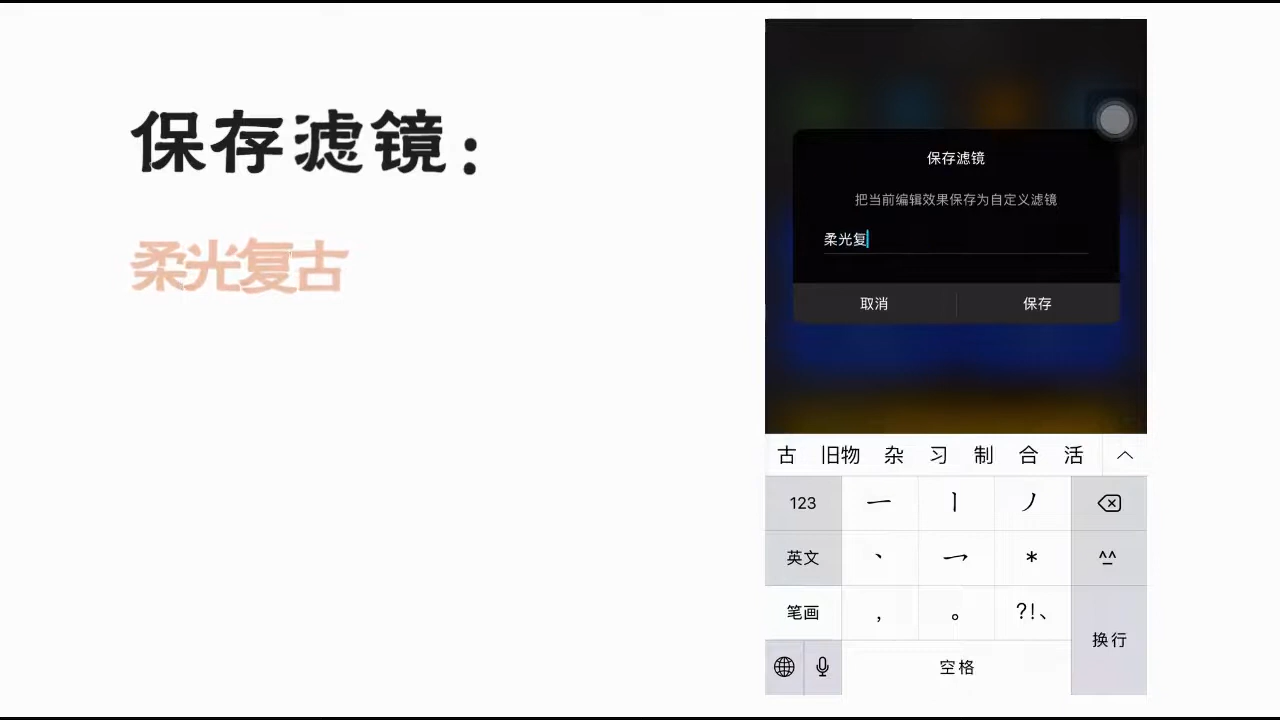 保存滤镜：
柔光复古
保存滤镜
把当前编辑效果保存为自定义滤镜
柔光复
取消 保存
古 旧物 杂 习 制 合 活
123 一 丨 丿
英文 丶 乛 * ^^
笔画 , 。 ?!、
换行
空格